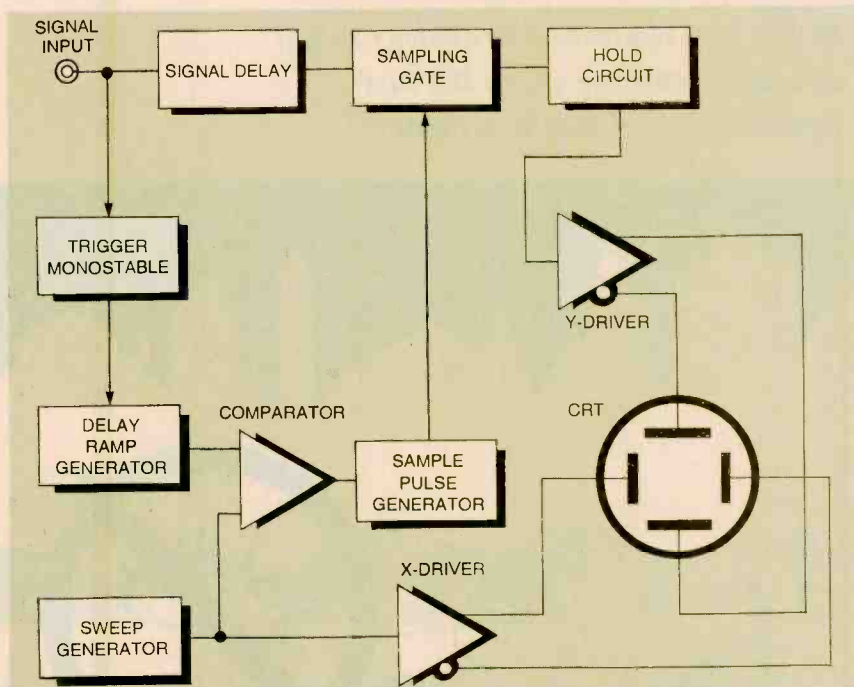 SIGNAL
INPUT
SIGNAL DELAY
SAMPLING
GATE
HOLD
CIRCUIT
TRIGGER
MONOSTABLE
Y-DRIVER
DELAY
RAMP
GENERATOR
COMPARATOR
SAMPLE
PULSE
GENERATOR
CRT
X-DRIVER
SWEEP
GENERATOR